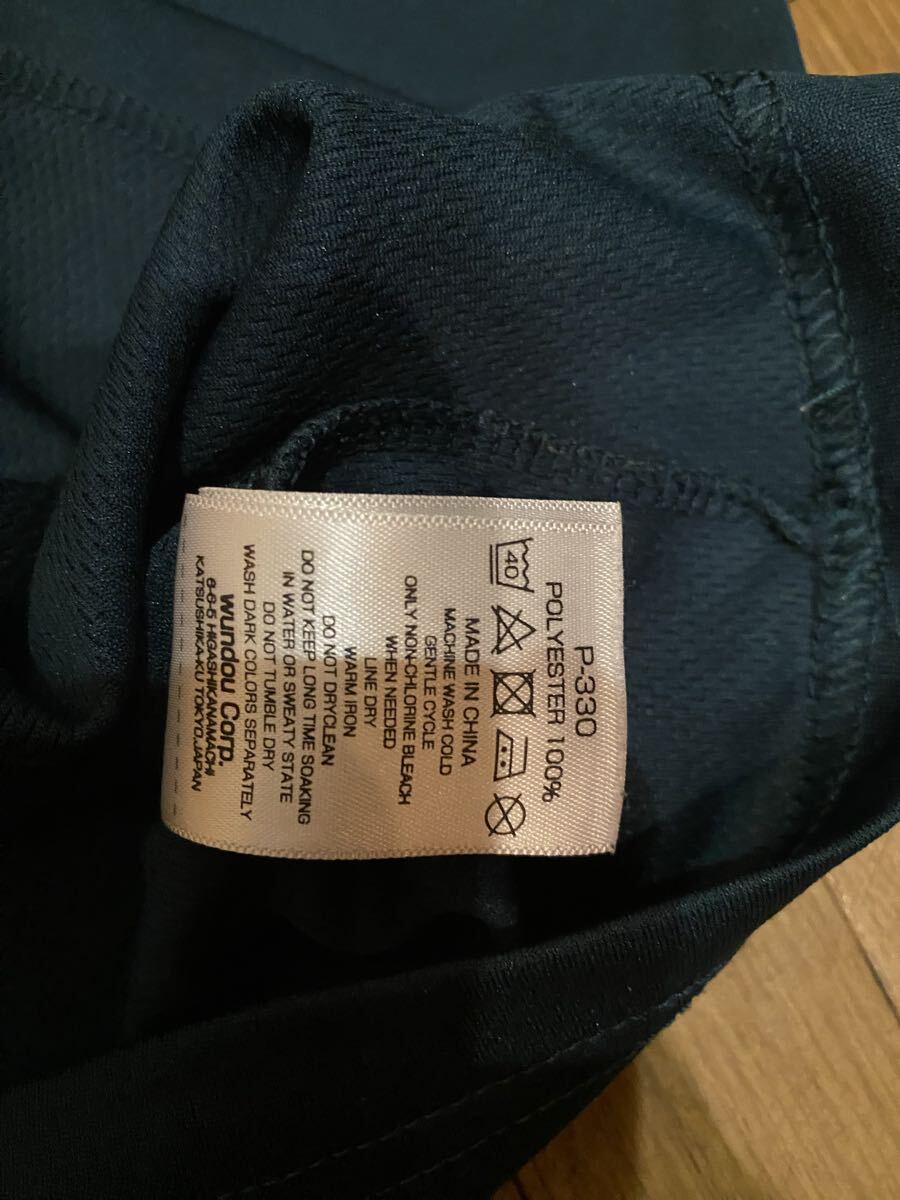 P-330
POLYESTER 100%
40
MADE IN CHINA
MACHINE WASH COLD
GENTLE CYCLE
ONLY NON-CHLORINE BLEACH
WHEN NEEDED
LINE DRY
WARM IRON
DO NOT DRYCLEAN
DO NOT KEEP LONG TIME SOAKING
IN WATER OR SWEATY STATE
DO NOT TUMBLE DRY
WASH DARK COLORS SEPARATELY
wundou Corp.
6-6-5 HIGASHIKANAMACHI
KATSUSHIKA-KU TOKYO,JAPAN